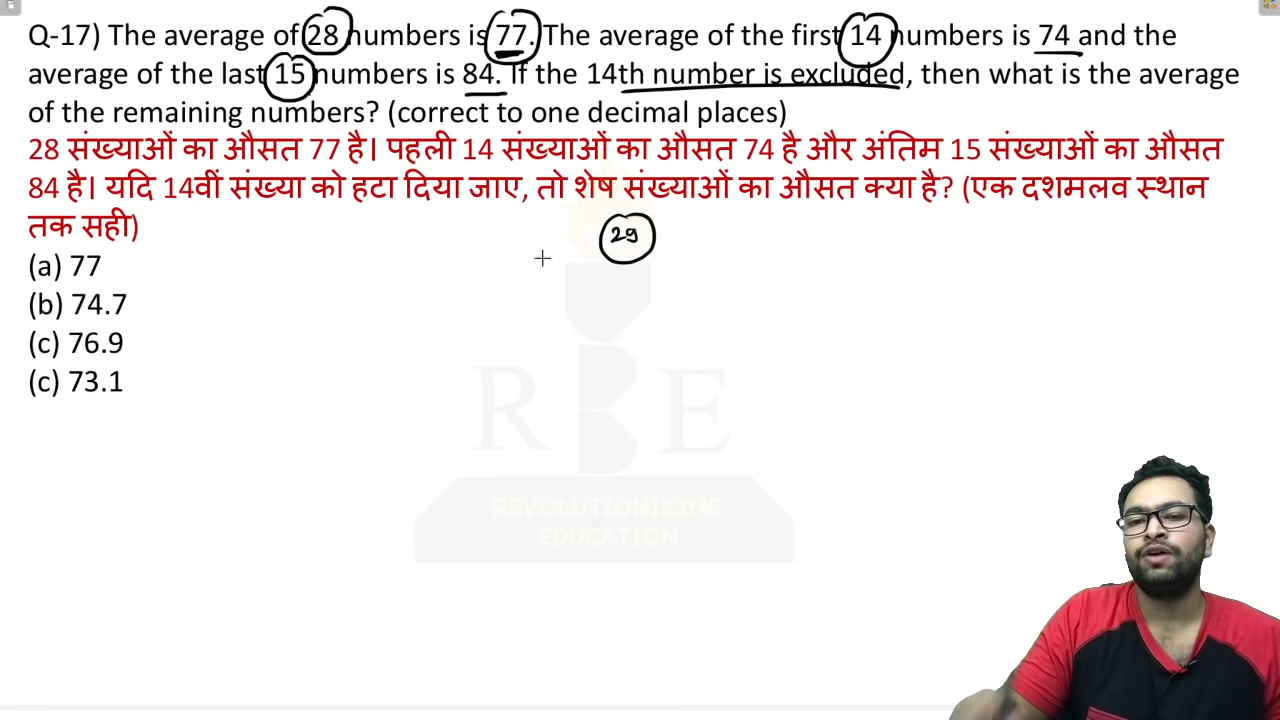 Q-17) The average of 28 numbers is 77. The average of the first 14 numbers is 74 and the
average of the last 15 numbers is 84. If the 14th number is excluded, then what is the average
of the remaining numbers? (correct to one decimal places)
28 संख्याओं का औसत 77 है। पहली 14 संख्याओं का औसत 74 है और अंतिम 15 संख्याओं का औसत
84 है। यदि 14वीं संख्या को हटा दिया जाए, तो शेष संख्याओं का औसत क्या है? (एक दशमलव स्थान
तक सही)
29
(a) 77
(b) 74.7
(c) 76.9
(c) 73.1
R B E
REVOLUTIONIZING
EDUCATION